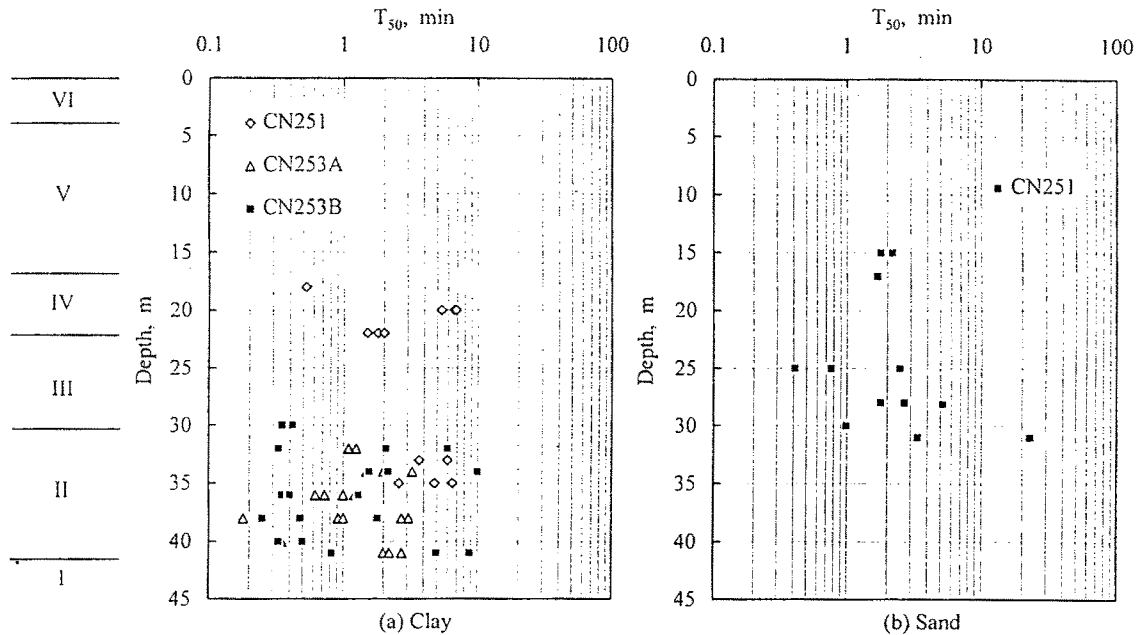 T50, min
T50, min
0.1 1 10 100
0.1 1 10 100
VI
V
IV
III
II
I
Depth, m
0
5
10
15
20
25
30
35
40
45
CN251
CN253A
CN253B
(a) Clay
Depth, m
0
5
10
15
20
25
30
35
40
45
CN251
(b) Sand